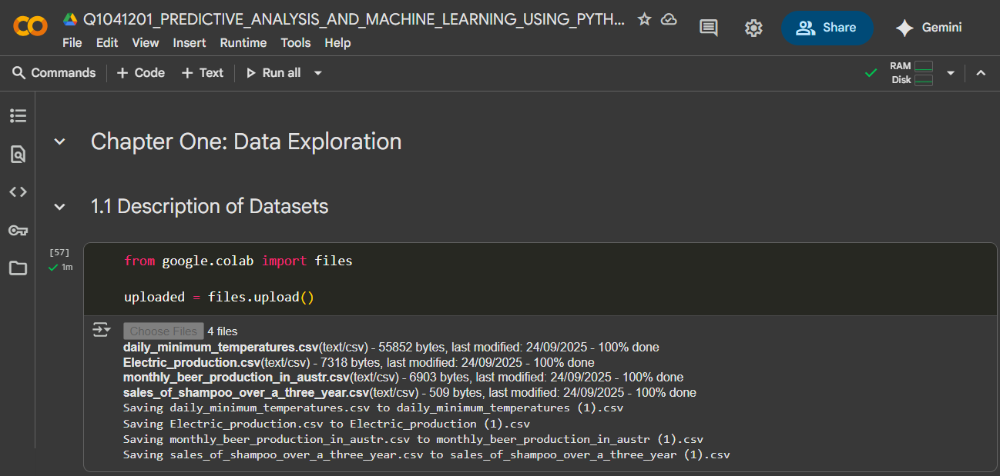 Q1041201_PREDICTIVE_ANALYSIS_AND_MACHINE_LEARNING_USING_PYTH...
File Edit View Insert Runtime Tools Help
Share
Gemini
Commands + Code + Text Run all
RAM
Disk
Chapter One: Data Exploration
1.1 Description of Datasets
[57]
1m
from google.colab import files
uploaded = files.upload()
Choose Files 4 files
daily_minimum_temperatures.csv(text/csv) - 55852 bytes, last modified: 24/09/2025 - 100% done
Electric_production.csv(text/csv) - 7318 bytes, last modified: 24/09/2025 - 100% done
monthly_beer_production_in_austr.csv(text/csv) - 6903 bytes, last modified: 24/09/2025 - 100% done
sales_of_shampoo_over_a_three_year.csv(text/csv) - 509 bytes, last modified: 24/09/2025 - 100% done
Saving daily_minimum_temperatures.csv to daily_minimum_temperatures (1).csv
Saving Electric_production.csv to Electric_production (1).csv
Saving monthly_beer_production_in_austr.csv to monthly_beer_production_in_austr (1).csv
Saving sales_of_shampoo_over_a_three_year.csv to sales_of_shampoo_over_a_three_year (1).csv